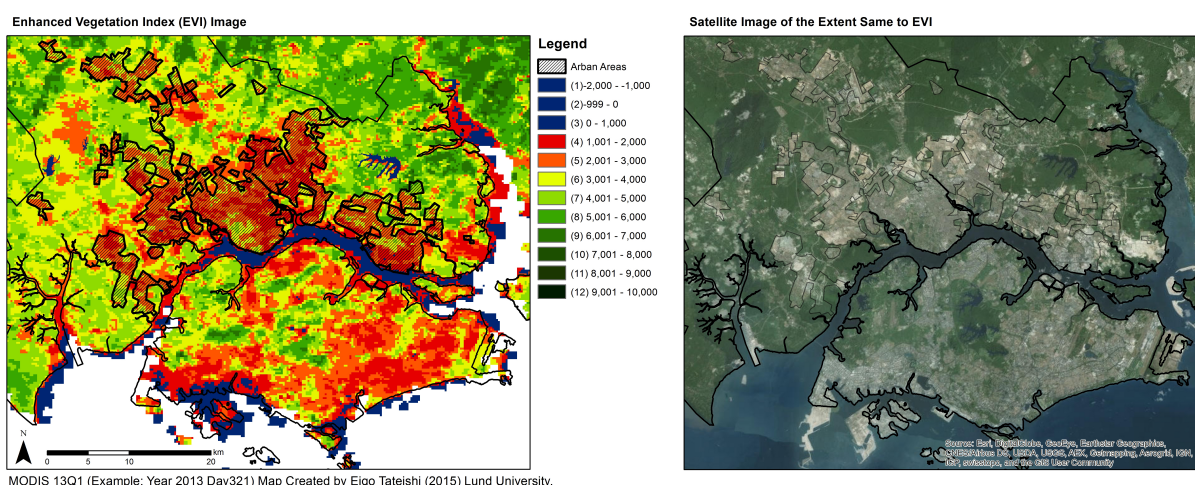 Enhanced Vegetation Index (EVI) Image
Satellite Image of the Extent Same to EVI
Legend
Arban Areas
(1)-2,000 - -1,000
(2)-999 - 0
(3) 0 - 1,000
(4) 1,001 - 2,000
(5) 2,001 - 3,000
(6) 3,001 - 4,000
(7) 4,001 - 5,000
(8) 5,001 - 6,000
(9) 6,001 - 7,000
(10) 7,001 - 8,000
(11) 8,001 - 9,000
(12) 9,001 - 10,000
N
km
0 5 10 20
Source: Esri, DigitalGlobe, GeoEye, Earthstar Geographics,
CNES/Airbus DS, USDA, USGS, AEX, Getmapping, Aerogrid, IGN,
IGP, swisstopo, and the GIS User Community
MODIS 13Q1 (Example: Year 2013 Day321) Map Created by Eigo Tateishi (2015) Lund University.